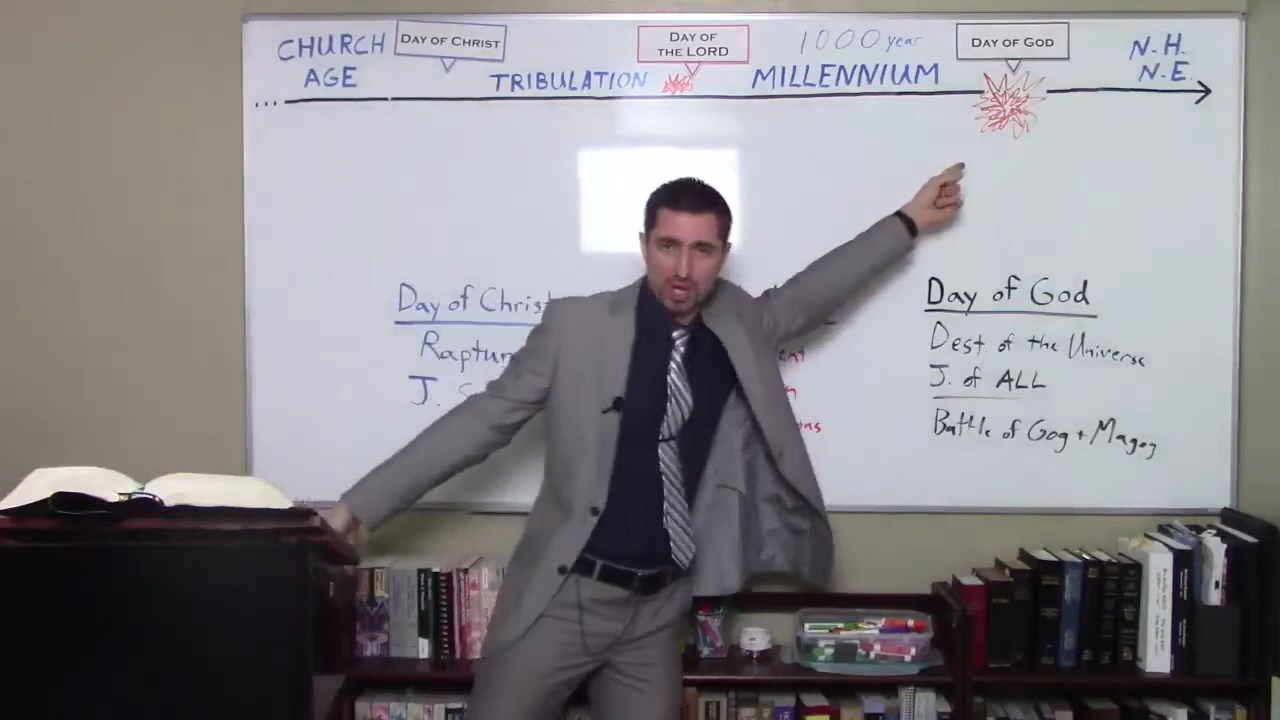 CHURCH
AGE
DAY OF CHRIST
TRIBULATION
DAY OF
THE LORD
1000 year
MILLENNIUM
DAY OF GOD
N.H.
N.E.
...
Day of Christ
Raptur
J.
Day of God
Dest. of the Universe
J. of ALL
Battle of Gog + Magog